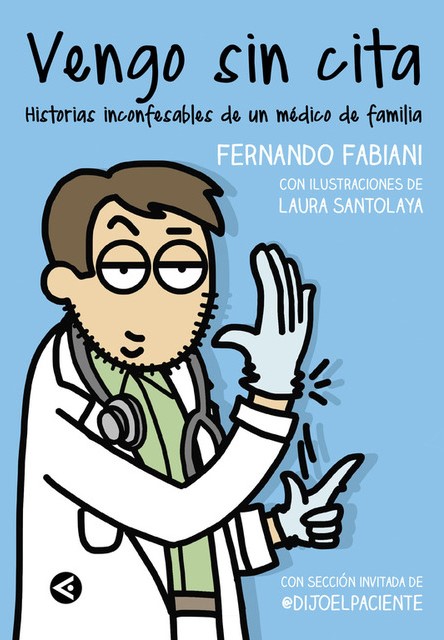 Vengo sin cita
Historias inconfesables de un médico de familia
FERNANDO FABIANI
CON ILUSTRACIONES DE
LAURA SANTOLAYA
CON SECCIÓN INVITADA DE
@DIJOELPACIENTE